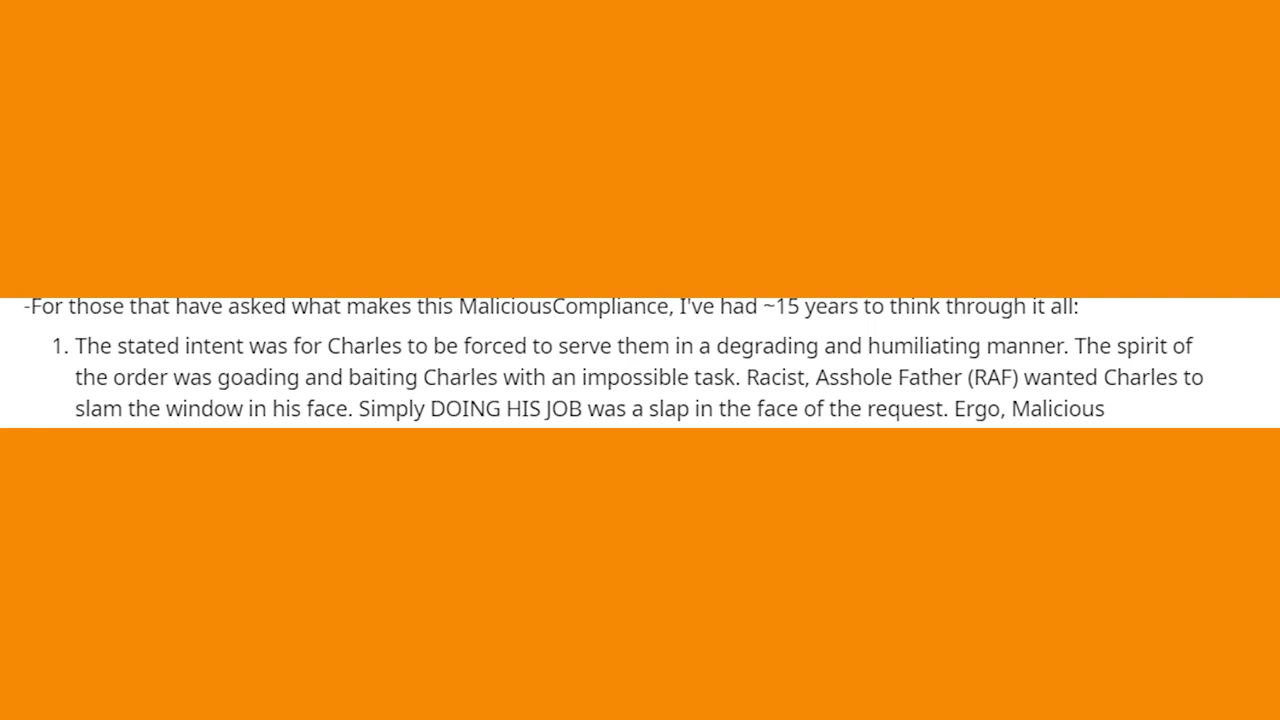 -For those that have asked what makes this MaliciousCompliance, I've had ~15 years to think through it all:
1. The stated intent was for Charles to be forced to serve them in a degrading and humiliating manner. The spirit of
the order was goading and baiting Charles with an impossible task. Racist, Asshole Father (RAF) wanted Charles to
slam the window in his face. Simply DOING HIS JOB was a slap in the face of the request. Ergo, Malicious